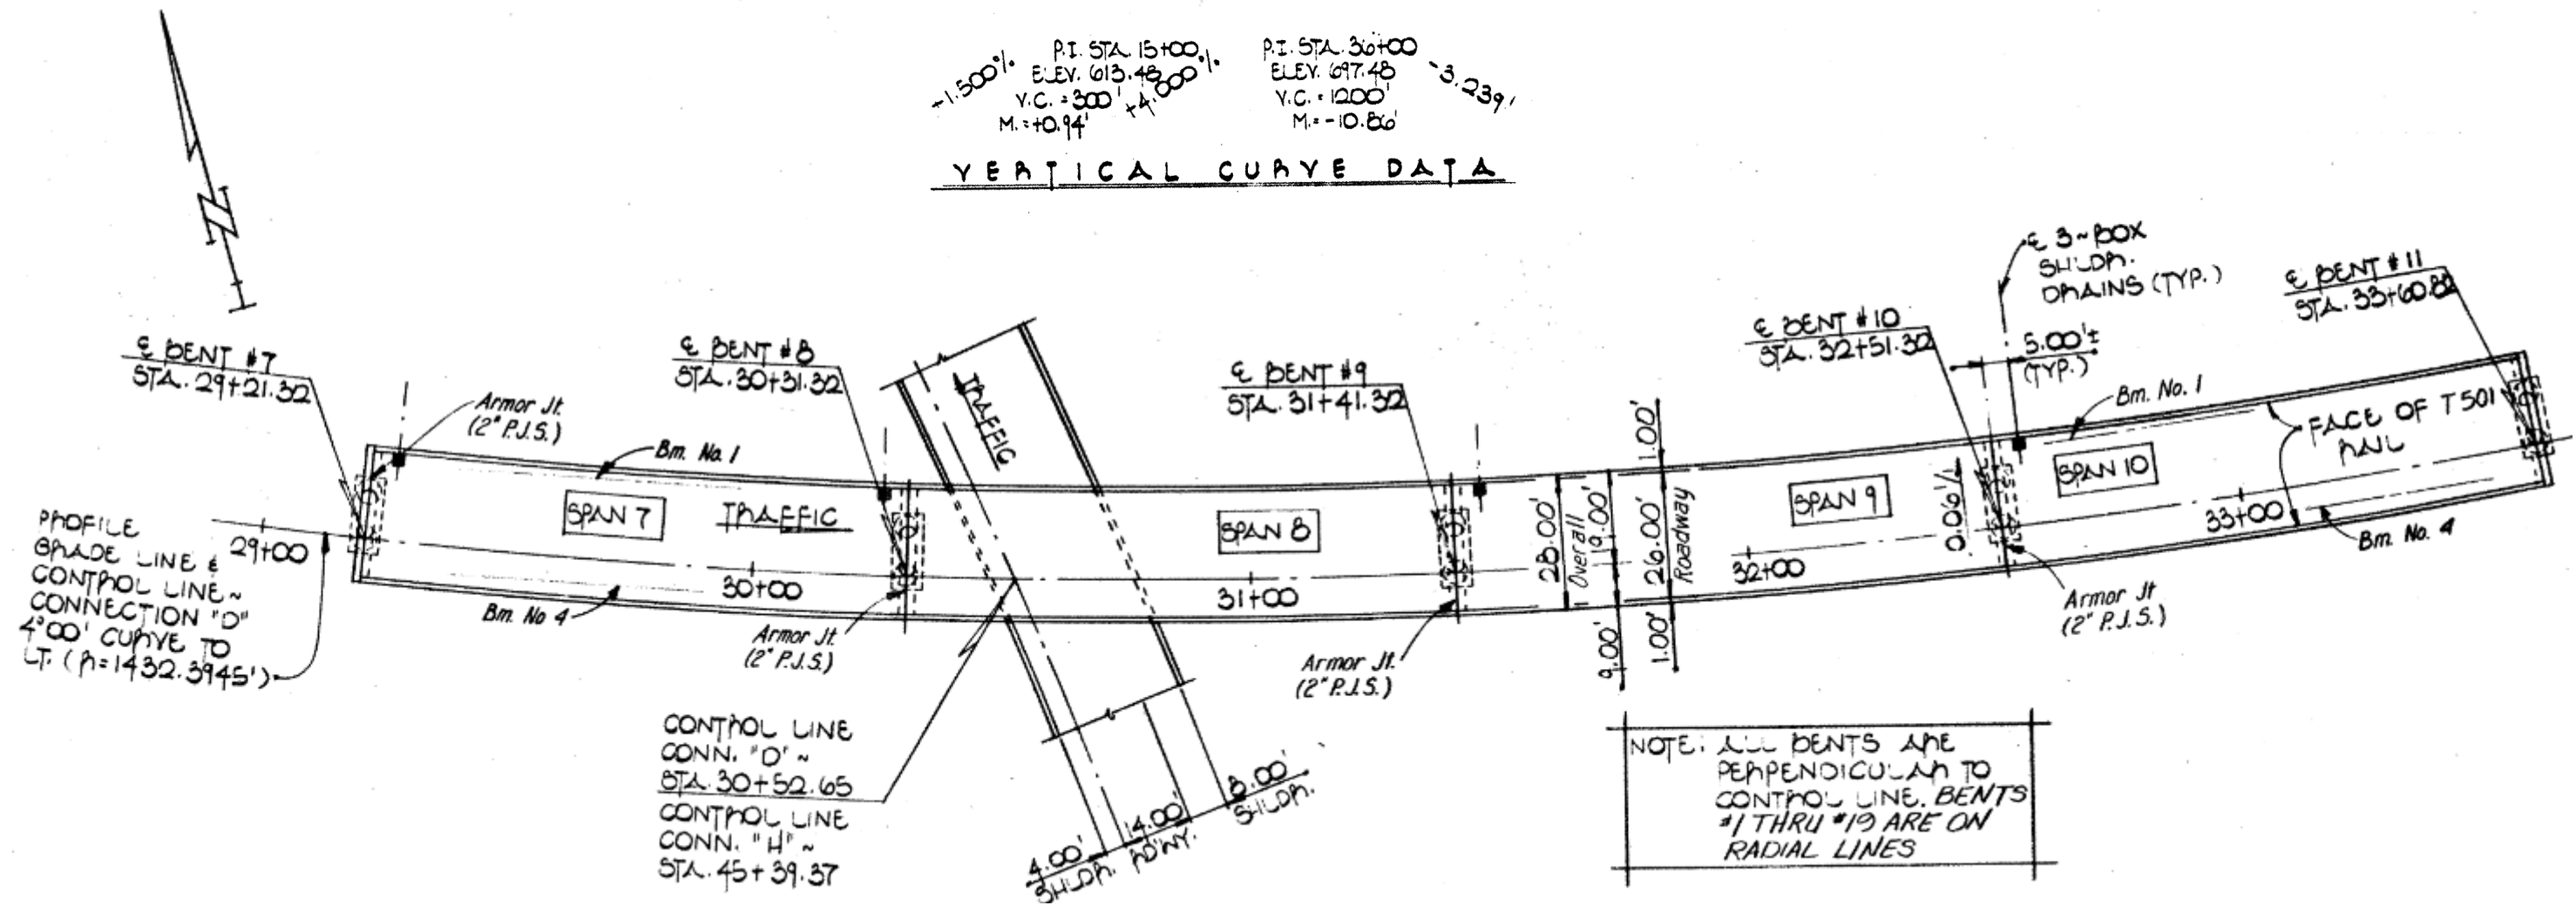 +1.500%
P.I. STA. 15+00
ELEV. 613.48
V.C. = 300'
M. = +0.94'
+4.000%
P.I. STA. 36+00
ELEV. 697.48
V.C. = 1200'
M. = -10.86'
-3.239%
VERTICAL CURVE DATA
℄ BENT #7
STA. 29+21.32
Armor Jt.
(2" P.J.S.)
℄ BENT #8
STA. 30+31.32
TRAFFIC
℄ BENT #9
STA. 31+41.32
℄ BENT #10
STA. 32+51.32
℄ 3~BOX
SHLDR.
DRAINS (TYP.)
5.00'±
(TYP.)
℄ BENT #11
STA. 33+60.82
Bm. No. 1
SPAN 7
TRAFFIC
SPAN 8
28.00'
Overall
19.00'
9.00'
1.00'
26.00'
Roadway
1.00'
SPAN 9
0.06'/'
Bm. No. 1
SPAN 10
FACE OF T501
RAIL
PROFILE
GRADE LINE &
CONTROL LINE ~
CONNECTION "D"
4°00' CURVE TO
LT. (R=1432.3945')
29+00
30+00
31+00
32+00
33+00
Bm. No 4
Armor Jt.
(2" P.J.S.)
Armor Jt.
(2" P.J.S.)
Armor Jt
(2" P.J.S.)
Bm. No. 4
CONTROL LINE
CONN. "D" ~
STA. 30+52.65
CONTROL LINE
CONN. "H" ~
STA. 45+39.37
4.00'
SHLDR.
14.00'
RDWY.
8.00'
SHLDR.
NOTE: ALL BENTS ARE
PERPENDICULAR TO
CONTROL LINE. BENTS
#1 THRU #19 ARE ON
RADIAL LINES